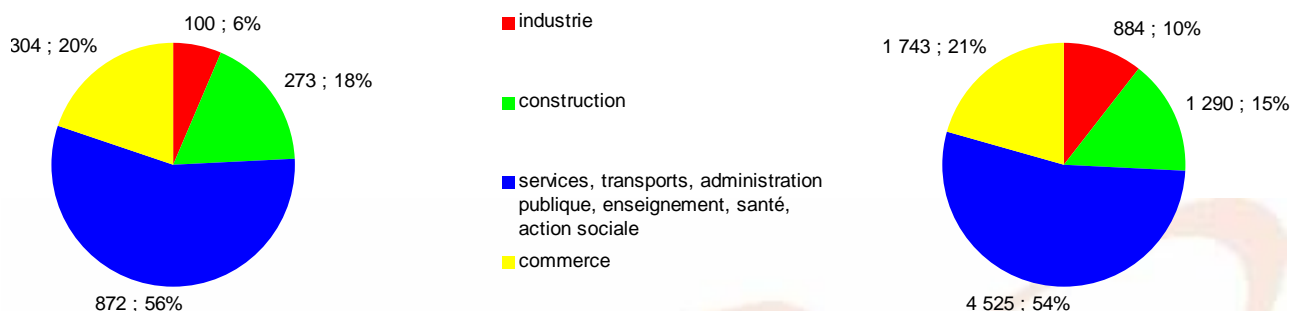 100 ; 6%
304 ; 20%
273 ; 18%
872 ; 56%
industrie
construction
services, transports, administration
publique, enseignement, santé,
action sociale
commerce
884 ; 10%
1 743 ; 21%
1 290 ; 15%
4 525 ; 54%